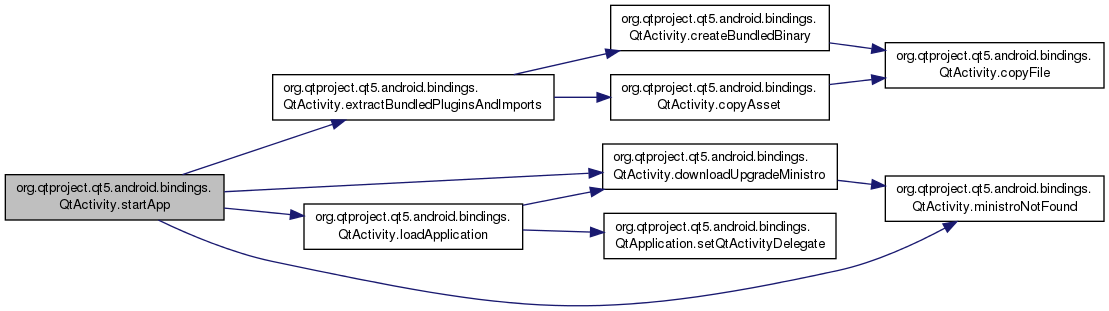 org.qtproject.qt5.android.bindings.
QtActivity.startApp
org.qtproject.qt5.android.bindings.
QtActivity.extractBundledPluginsAndImports
org.qtproject.qt5.android.bindings.
QtActivity.loadApplication
org.qtproject.qt5.android.bindings.
QtActivity.createBundledBinary
org.qtproject.qt5.android.bindings.
QtActivity.copyAsset
org.qtproject.qt5.android.bindings.
QtActivity.downloadUpgradeMinistro
org.qtproject.qt5.android.bindings.
QtApplication.setQtActivityDelegate
org.qtproject.qt5.android.bindings.
QtActivity.copyFile
org.qtproject.qt5.android.bindings.
QtActivity.ministroNotFound